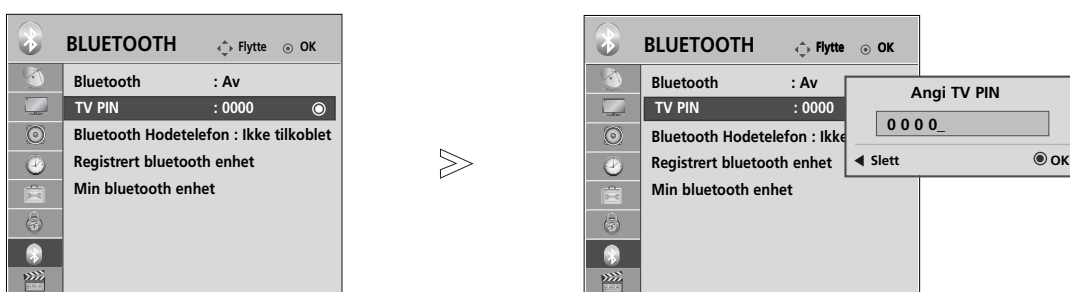 BLUETOOTH Flytte OK
Bluetooth : Av
TV PIN : 0000
Bluetooth Hodetelefon : Ikke tilkoblet
Registrert bluetooth enhet
Min bluetooth enhet
BLUETOOTH Flytte OK
Bluetooth : Av
TV PIN : 0000
Bluetooth Hodetelefon : Ikke
Registrert bluetooth enhet
Min bluetooth enhet
Angi TV PIN
0 0 0 0_
◀ Slett OK